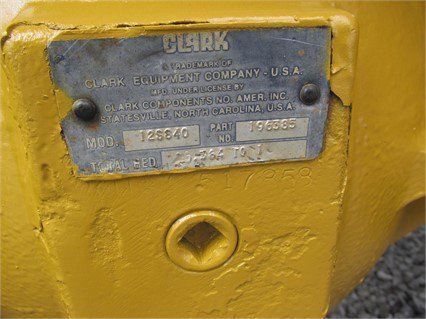 CLARK
A TRADEMARK OF
CLARK EQUIPMENT COMPANY - U.S.A.
MFD. UNDER LICENSE BY
CLARK COMPONENTS NO. AMER. INC
STATESVILLE, NORTH CAROLINA, U.S.A.
MOD. 12S840 PART NO. 196385
TOTAL RED. TO 1